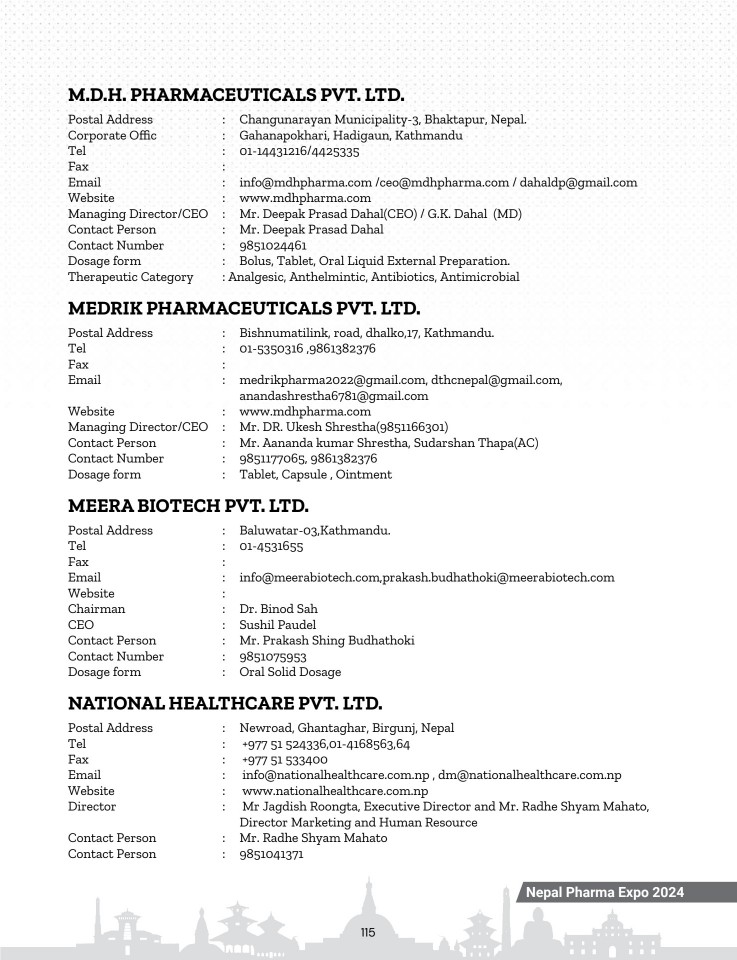 M.D.H. PHARMACEUTICALS PVT. LTD.
Postal Address : Changunarayan Municipality-3, Bhaktapur, Nepal.
Corporate Offic : Gahanapokhari, Hadigaun, Kathmandu
Tel : 01-14431216/4425335
Fax :
Email : info@mdhpharma.com /ceo@mdhpharma.com / dahaldp@gmail.com
Website : www.mdhpharma.com
Managing Director/CEO : Mr. Deepak Prasad Dahal(CEO) / G.K. Dahal (MD)
Contact Person : Mr. Deepak Prasad Dahal
Contact Number : 9851024461
Dosage form : Bolus, Tablet, Oral Liquid External Preparation.
Therapeutic Category : Analgesic, Anthelmintic, Antibiotics, Antimicrobial
MEDRIK PHARMACEUTICALS PVT. LTD.
Postal Address : Bishnumatilink, road, dhalko,17, Kathmandu.
Tel : 01-5350316 ,9861382376
Fax :
Email : medrikpharma2022@gmail.com, dthcnepal@gmail.com,
anandashrestha6781@gmail.com
Website : www.mdhpharma.com
Managing Director/CEO : Mr. DR. Ukesh Shrestha(9851166301)
Contact Person : Mr. Aananda kumar Shrestha, Sudarshan Thapa(AC)
Contact Number : 9851177065, 9861382376
Dosage form : Tablet, Capsule , Ointment
MEERA BIOTECH PVT. LTD.
Postal Address : Baluwatar-03,Kathmandu.
Tel : 01-4531655
Fax :
Email : info@meerabiotech.com,prakash.budhathoki@meerabiotech.com
Website :
Chairman : Dr. Binod Sah
CEO : Sushil Paudel
Contact Person : Mr. Prakash Shing Budhathoki
Contact Number : 9851075953
Dosage form : Oral Solid Dosage
NATIONAL HEALTHCARE PVT. LTD.
Postal Address : Newroad, Ghantaghar, Birgunj, Nepal
Tel : +977 51 524336,01-4168563,64
Fax : +977 51 533400
Email : info@nationalhealthcare.com.np , dm@nationalhealthcare.com.np
Website : www.nationalhealthcare.com.np
Director : Mr Jagdish Roongta, Executive Director and Mr. Radhe Shyam Mahato,
Director Marketing and Human Resource
Contact Person : Mr. Radhe Shyam Mahato
Contact Person : 9851041371
Nepal Pharma Expo 2024
115